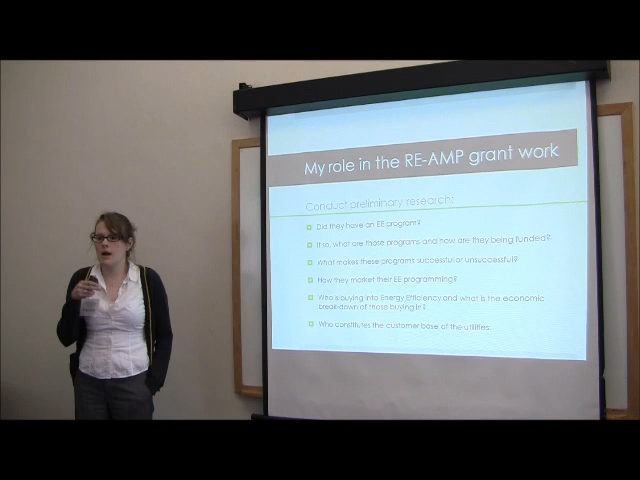 My role in the RE-AMP grant work
Conduct preliminary research:
Did they have an EE program?
If so, what are those programs and how are they being funded?
What makes these programs successful or unsuccessful?
How they market their EE programming?
Who is buying into Energy Efficiency and what is the economic
break-down of those buying in?
Who constitutes the customer base of the utilities.